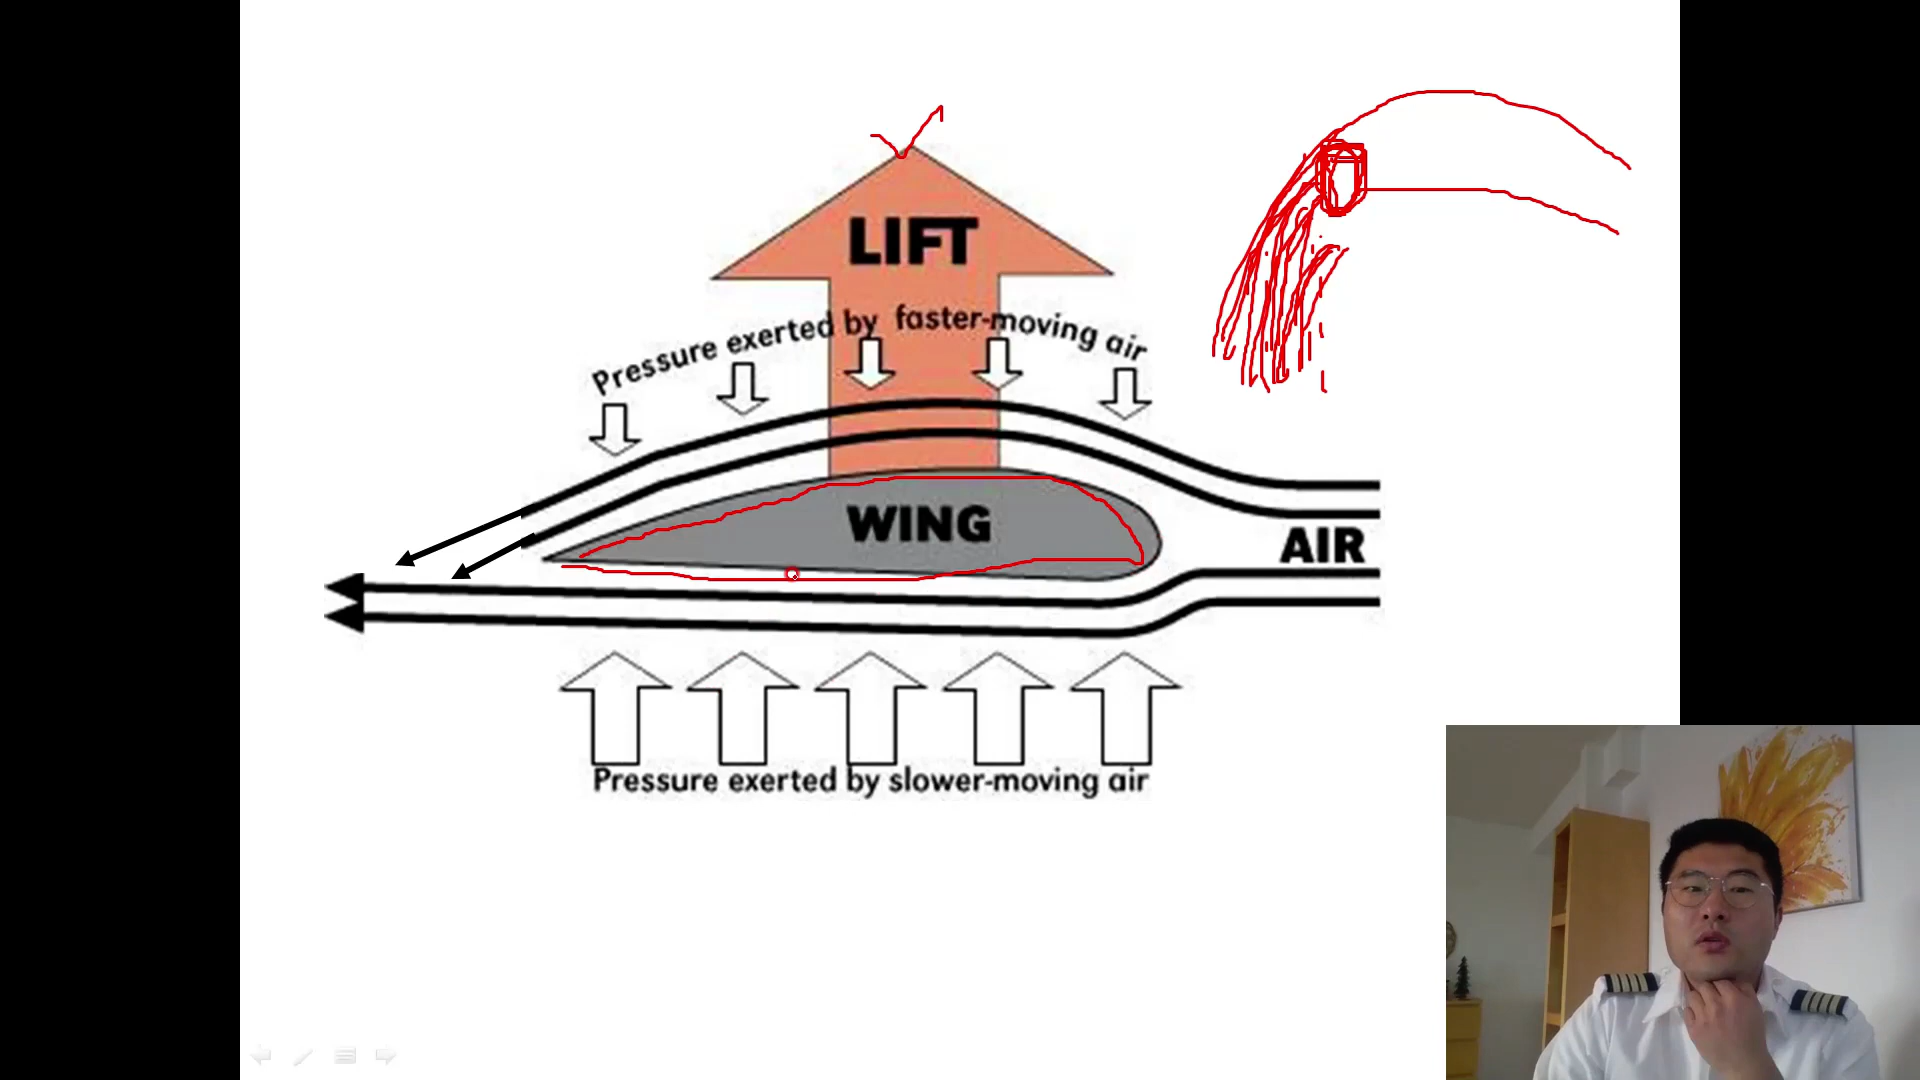 LIFT
Pressure exerted by faster-moving air
WING
AIR
Pressure exerted by slower-moving air